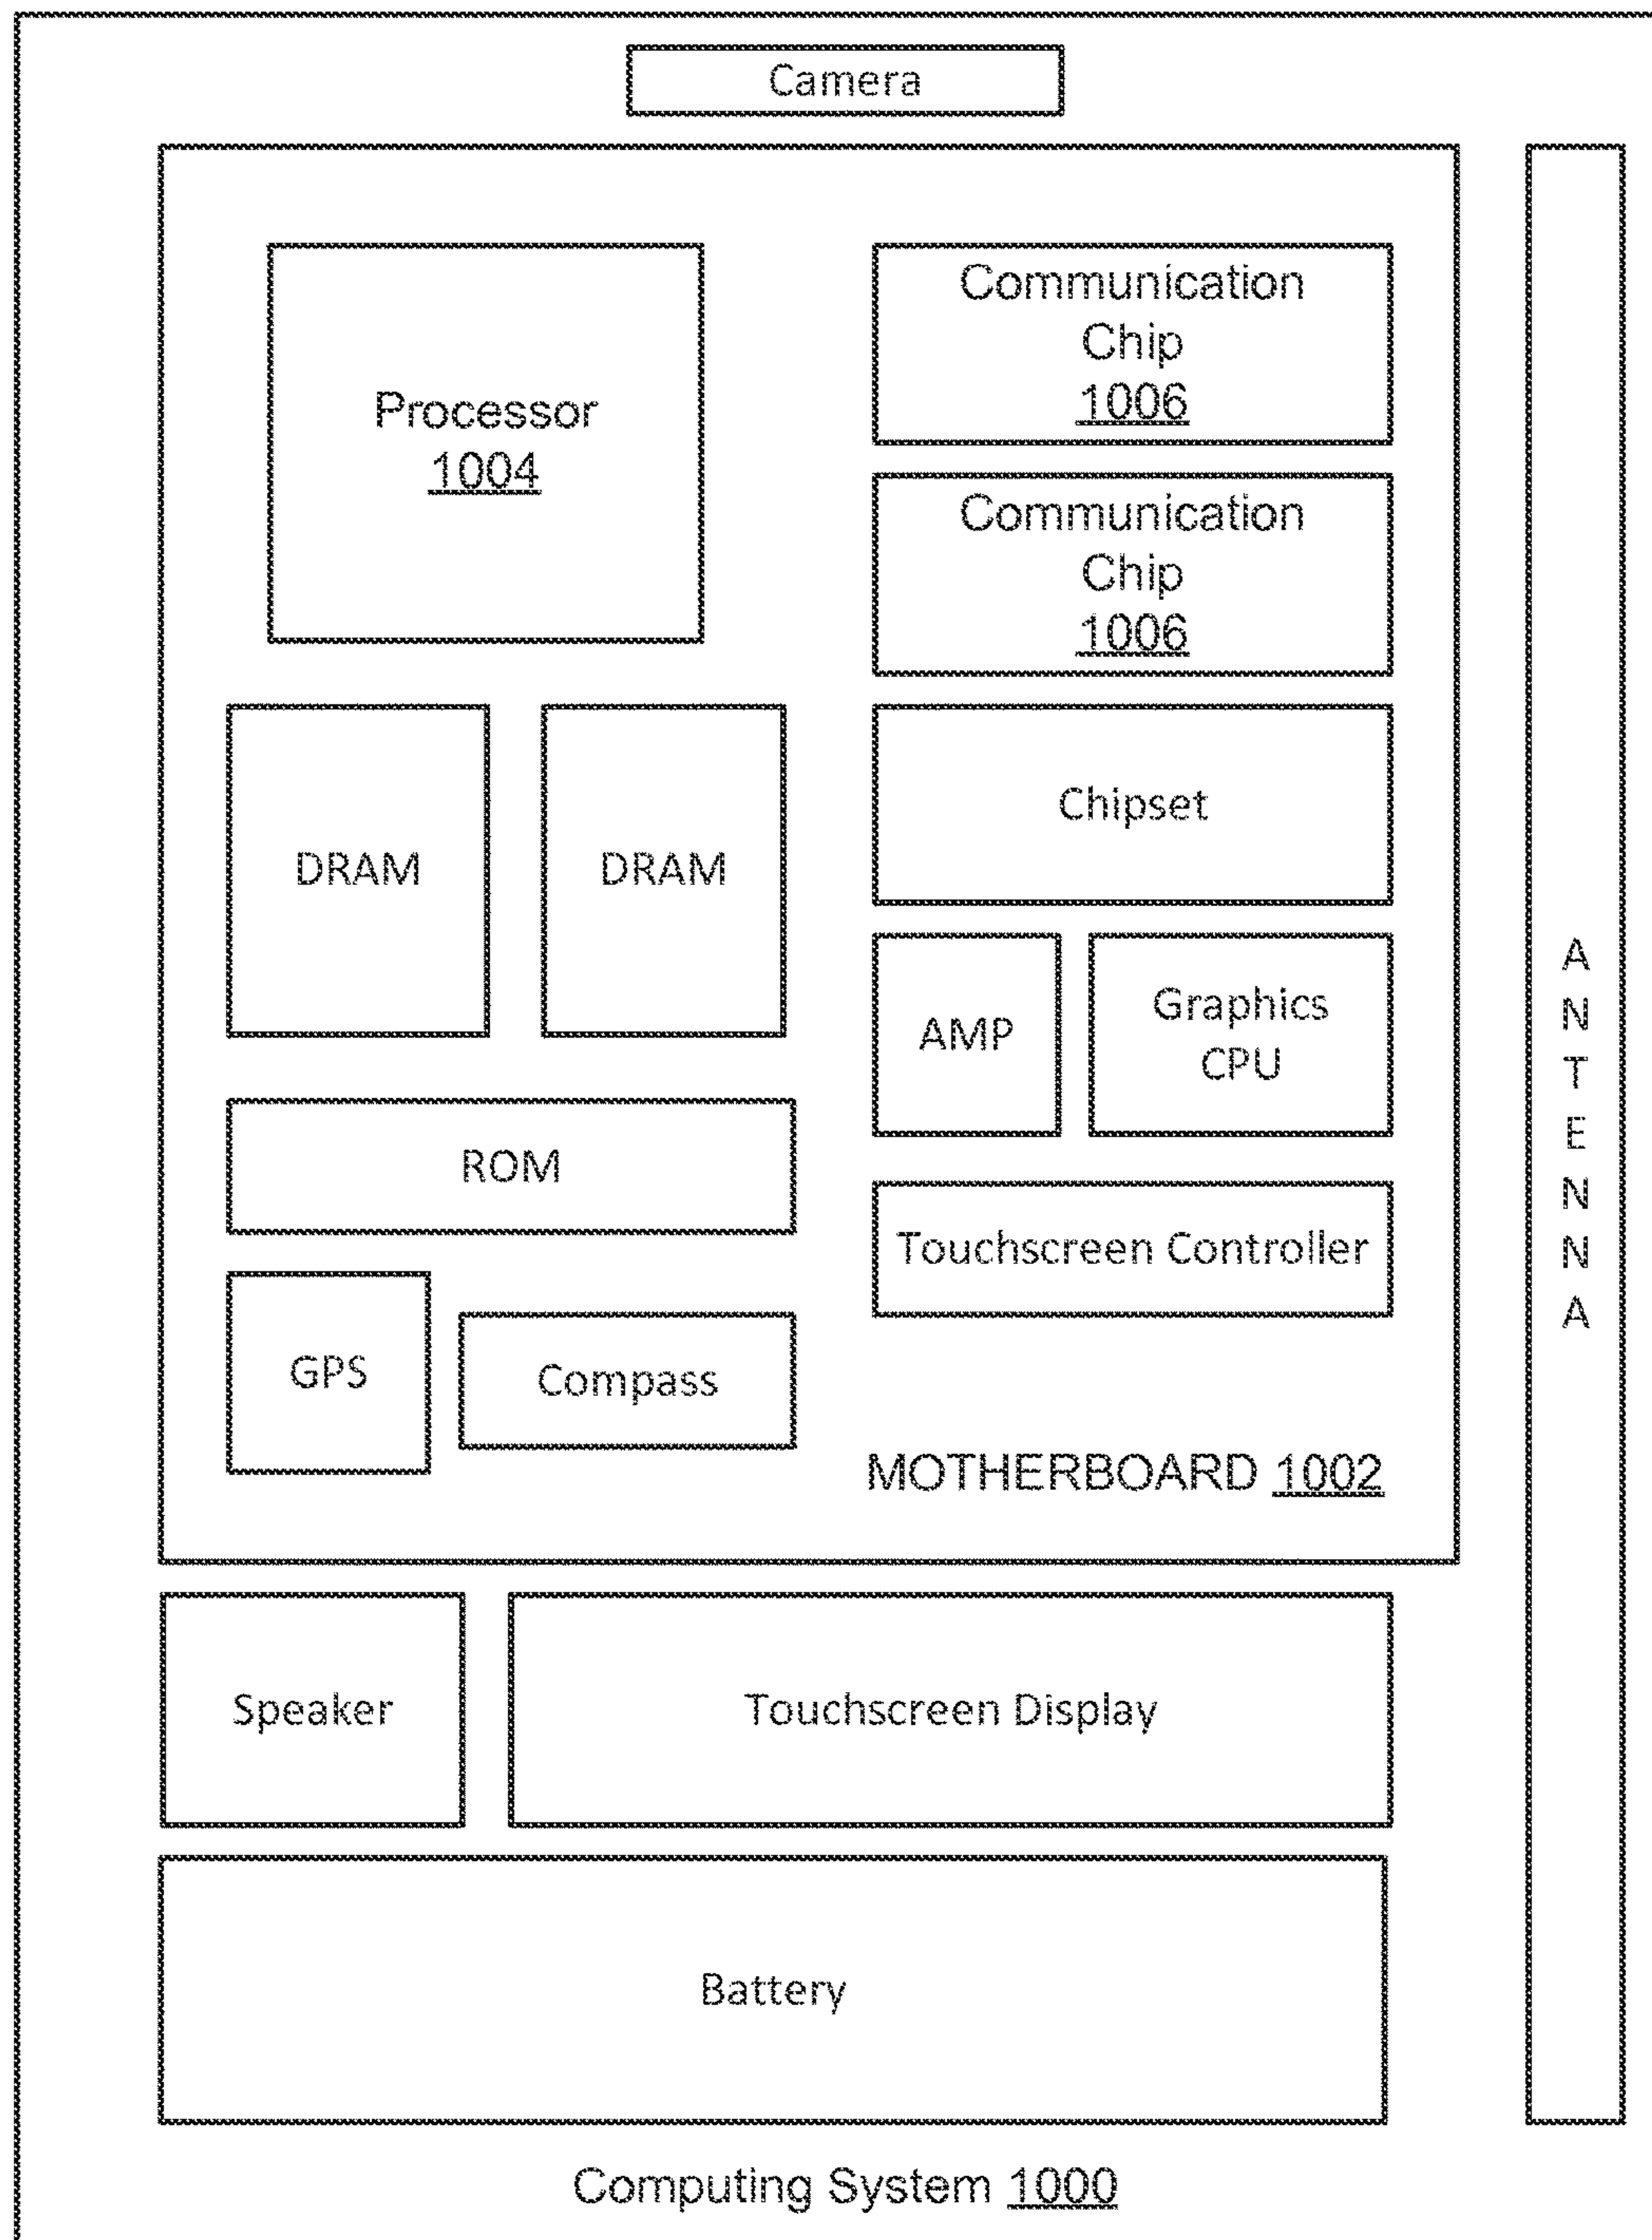 Camera
Processor
1004
Communication
Chip
1006
Communication
Chip
1006
DRAM
DRAM
Chipset
AMP
Graphics
CPU
ROM
Touchscreen Controller
GPS
Compass
MOTHERBOARD 1002
A
N
T
E
N
N
A
Speaker
Touchscreen Display
Battery
Computing System 1000